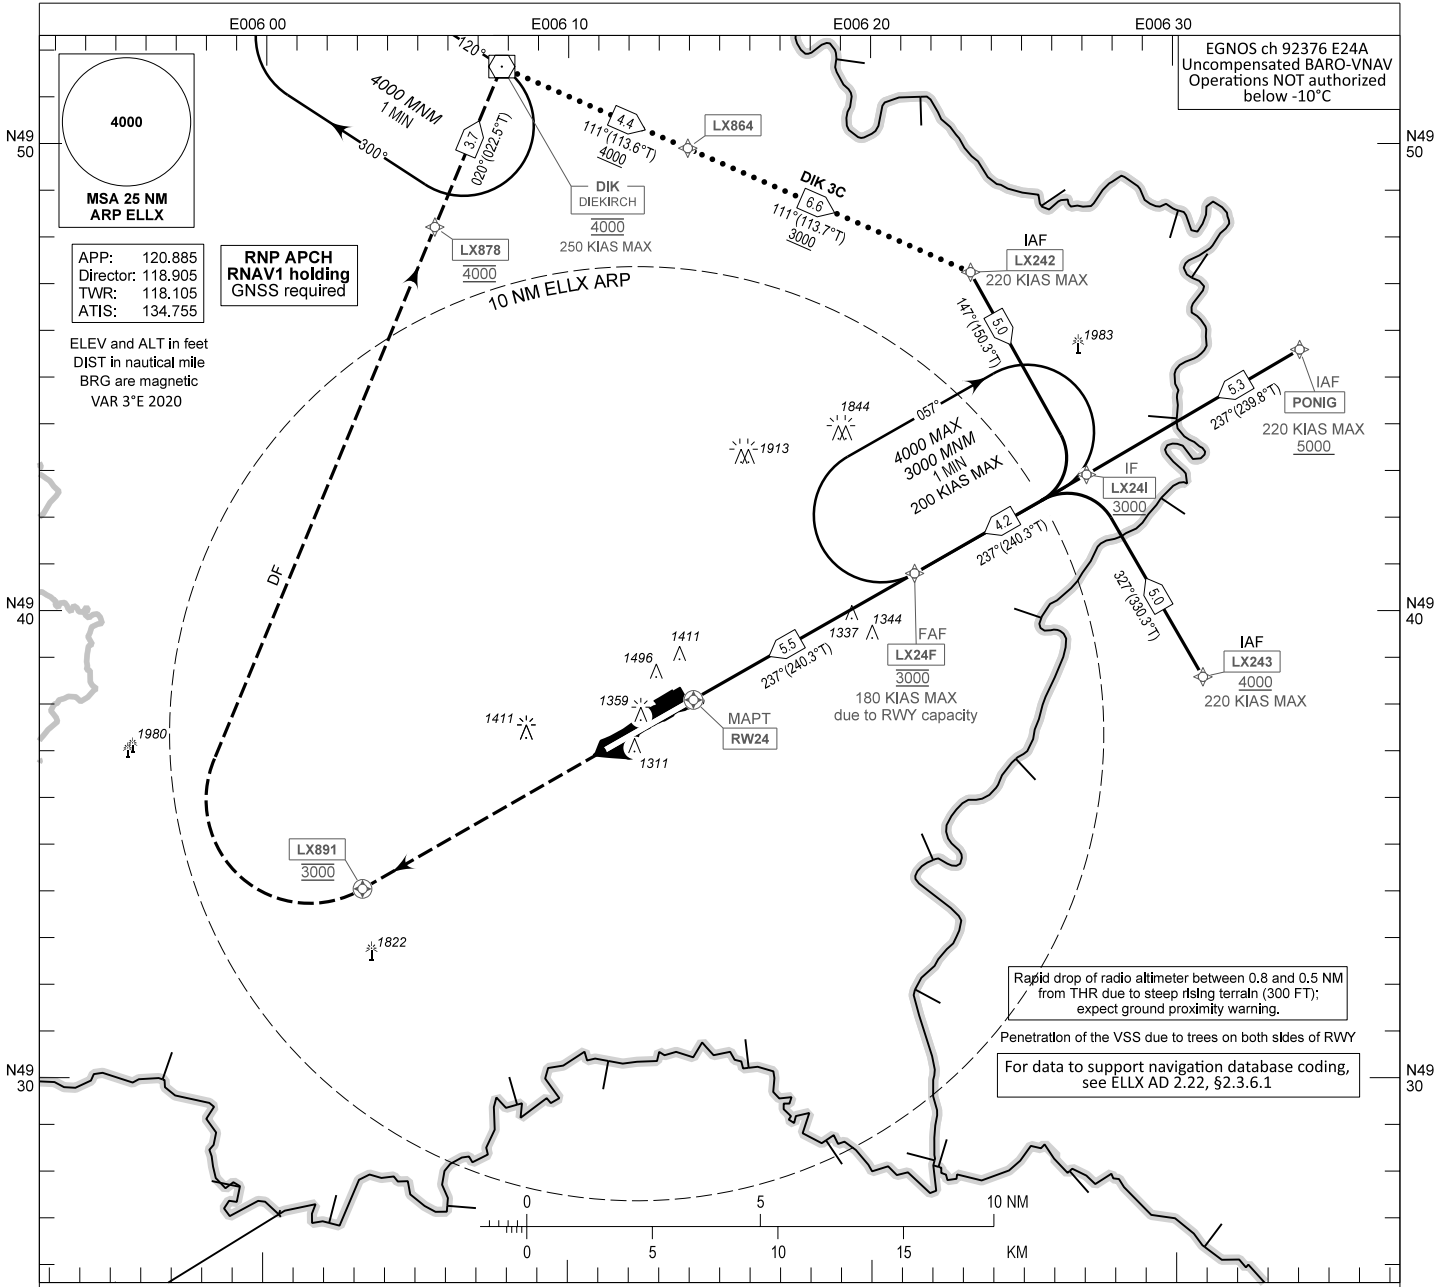 E006 00
E006 10
E006 20
E006 30
EGNOS ch 92376 E24A
Uncompensated BARO-VNAV
Operations NOT authorized
below -10°C
4000
MSA 25 NM
ARP ELLX
120°
4000 MNM
1 MIN
300°
3.7
020°(022.5°T)
4.4
111°(113.6°T)
4000
LX864
N49
50
N49
50
DIK
DIEKIRCH
4000
250 KIAS MAX
DIK 3C
6.6
111°(113.7°T)
3000
LX878
4000
APP: 120.885
Director: 118.905
TWR: 118.105
ATIS: 134.755
RNP APCH
RNAV1 holding
GNSS required
10 NM ELLX ARP
IAF
LX242
220 KIAS MAX
ELEV and ALT in feet
DIST in nautical mile
BRG are magnetic
VAR 3°E 2020
5.0
147°(150.3°T)
1983
IAF
PONIG
220 KIAS MAX
5000
5.3
237°(239.8°T)
057°
1844
1913
4000 MAX
3000 MNM
1 MIN
200 KIAS MAX
IF
LX24I
3000
4.2
237°(240.3°T)
DF
5.0
327°(330.3°T)
N49
40
N49
40
1337
1344
FAF
LX24F
3000
180 KIAS MAX
due to RWY capacity
5.5
237°(240.3°T)
IAF
LX243
4000
220 KIAS MAX
1411
1496
1359
1411
1311
MAPT
RW24
1980
LX891
3000
1822
Rapid drop of radio altimeter between 0.8 and 0.5 NM
from THR due to steep rising terrain (300 FT);
expect ground proximity warning.
Penetration of the VSS due to trees on both sides of RWY
For data to support navigation database coding,
see ELLX AD 2.22, §2.3.6.1
N49
30
N49
30
0 5 10 NM
0 5 10 15 KM